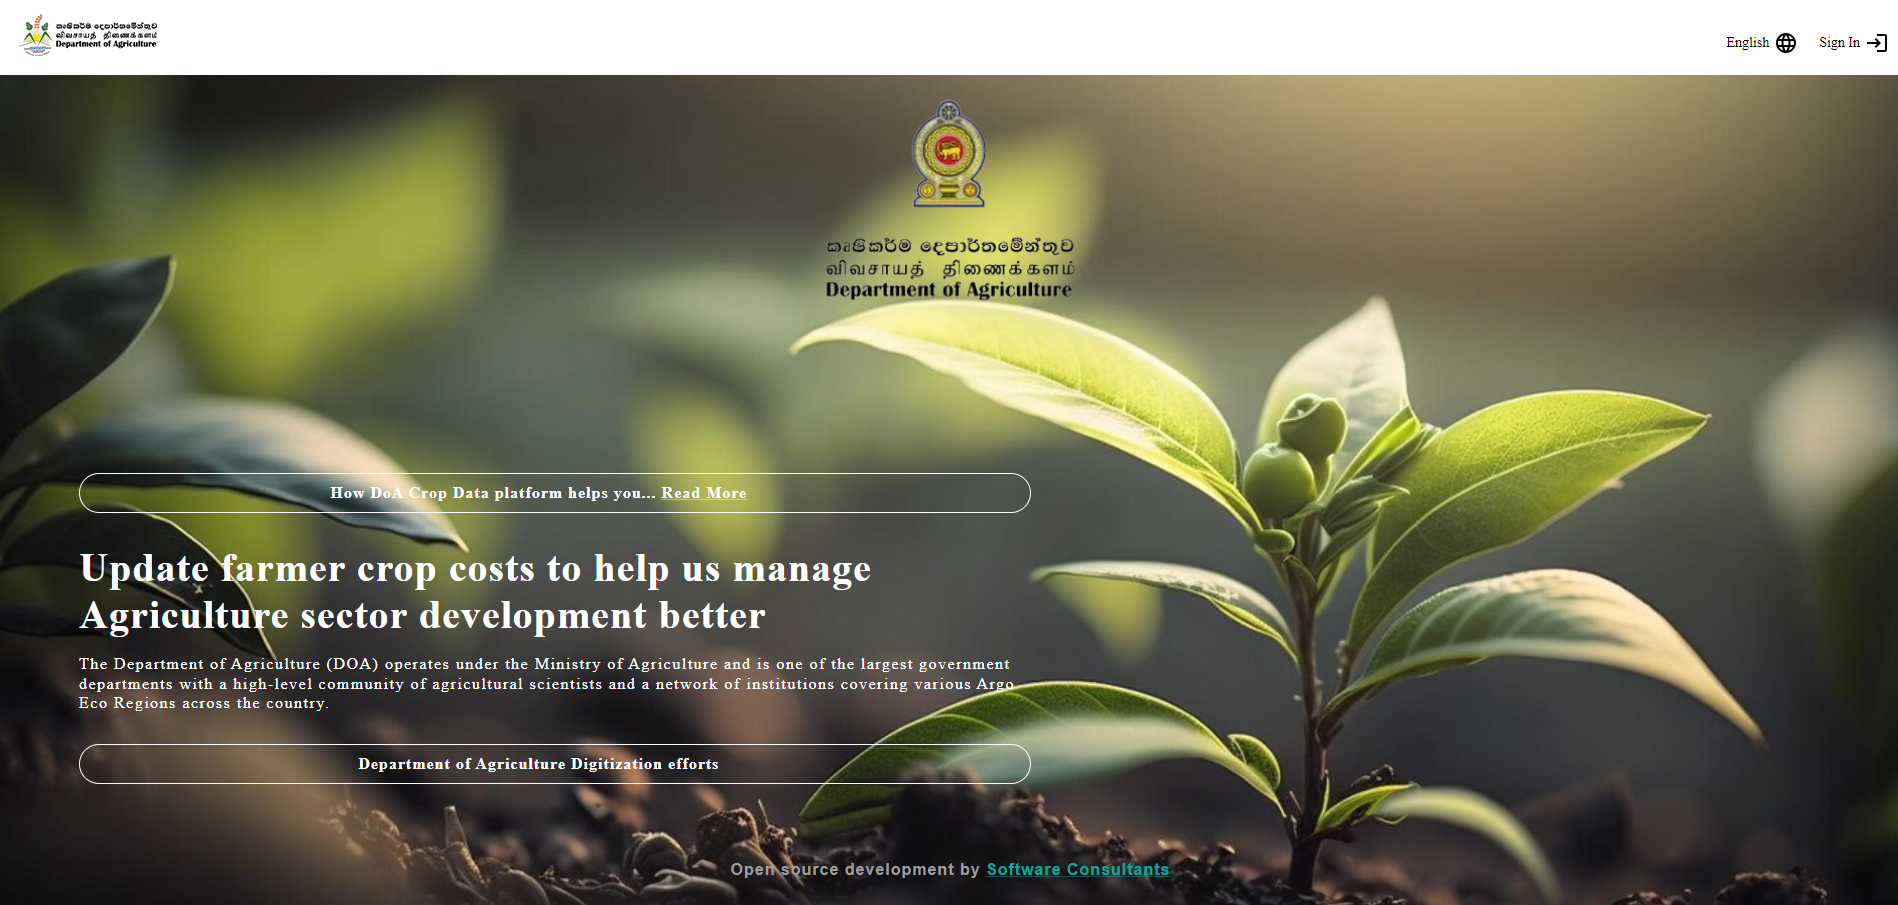 කෘෂිකර්ම දෙපාර්තමේන්තුව
விவசாயத் திணைக்களம்
Department of Agriculture
English
Sign In
කෘෂිකර්ම දෙපාර්තමේන්තුව
விவசாயத் திணைக்களம்
Department of Agriculture
How DoA Crop Data platform helps you... Read More
Update farmer crop costs to help us manage
Agriculture sector development better
The Department of Agriculture (DOA) operates under the Ministry of Agriculture and is one of the largest government
departments with a high-level community of agricultural scientists and a network of institutions covering various Argo
Eco Regions across the country.
Department of Agriculture Digitization efforts
Open source development by Software Consultants